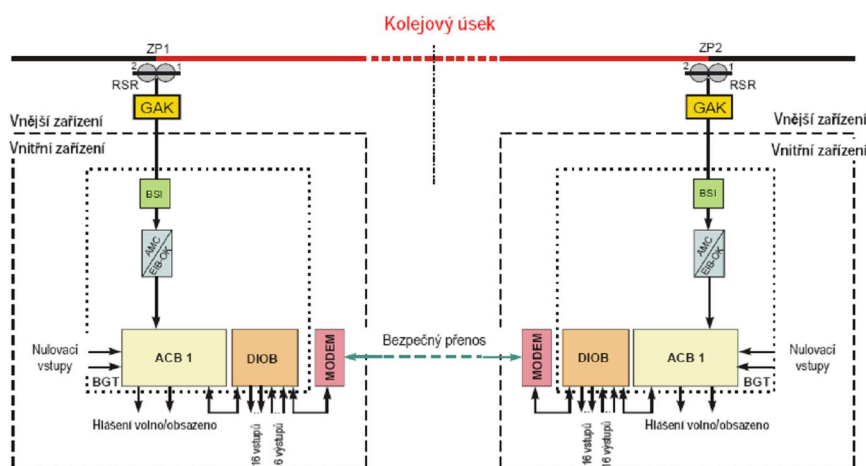 Kolejový úsek
ZP1
ZP2
2 1
2 1
RSR
RSR
GAK
GAK
Vnější zařízení
Vnější zařízení
Vnitřní zařízení
Vnitřní zařízení
BSI
BSI
AMC
EIB-OK
AMC
EIB-OK
Nulovací
vstupy
BGT
ACB 1
DIOB
MODEM
Bezpečný přenos
MODEM
DIOB
ACB 1
BGT
Nulovací
vstupy
Hlášení volno/obsazeno
16 vstupů
6 výstupů
16 vstupů
16 výstupů
Hlášení volno/obsazeno